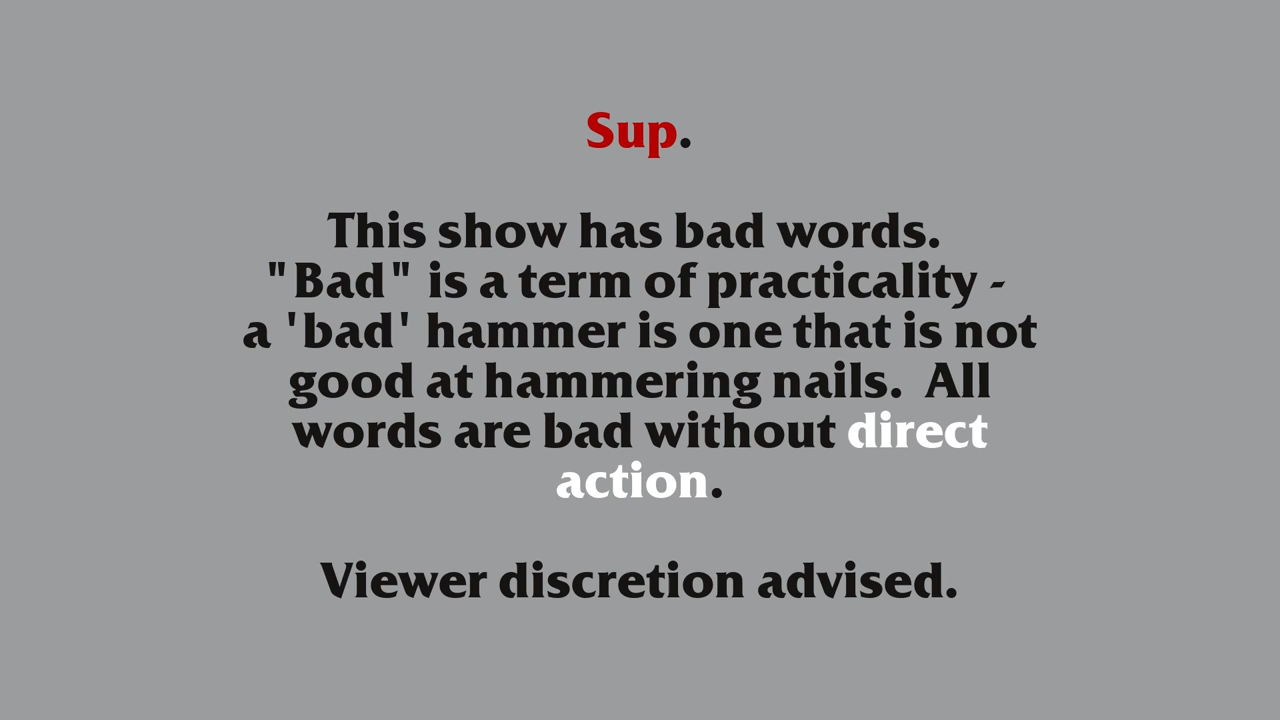 Sup.
This show has bad words.
"Bad" is a term of practicality -
a 'bad' hammer is one that is not
good at hammering nails.  All
words are bad without direct
action.
Viewer discretion advised.